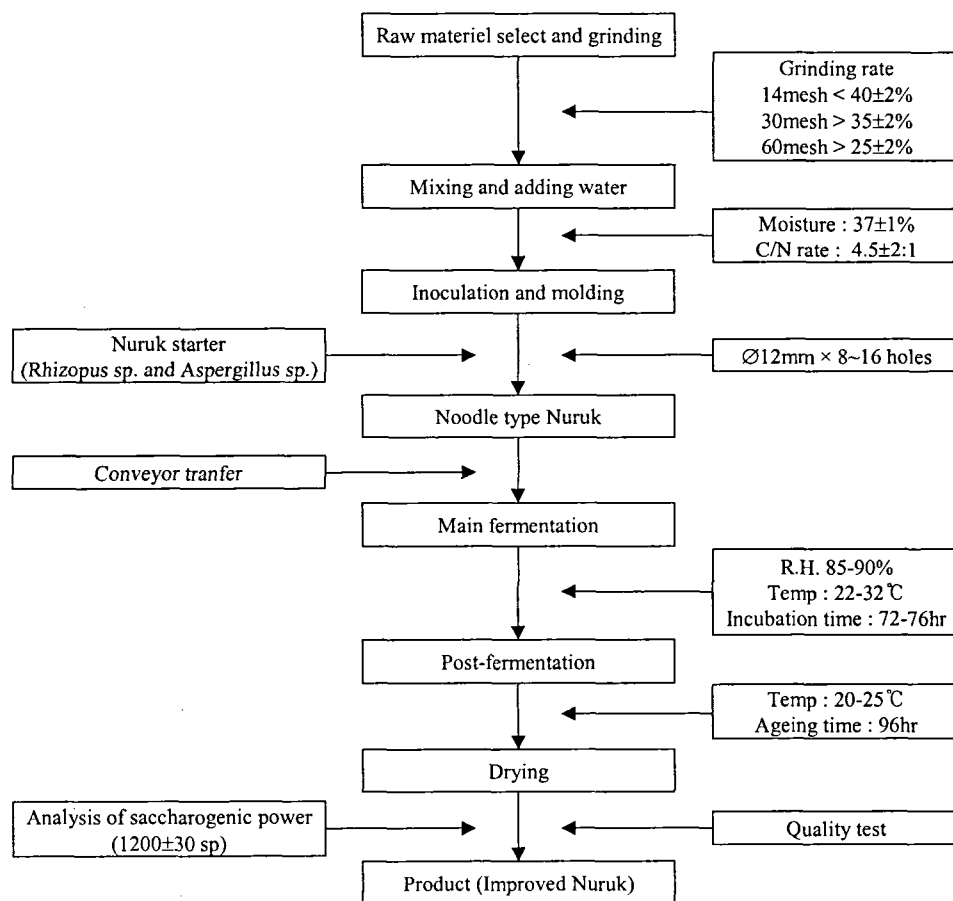 Raw materiel select and grinding
Grinding rate
14mesh < 40±2%
30mesh > 35±2%
60mesh > 25±2%
Mixing and adding water
Moisture : 37±1%
C/N rate : 4.5±2:1
Inoculation and molding
Nuruk starter
(Rhizopus sp. and Aspergillus sp.)
∅12mm × 8~16 holes
Noodle type Nuruk
Conveyor tranfer
Main fermentation
R.H. 85-90%
Temp : 22-32℃
Incubation time : 72-76hr
Post-fermentation
Temp : 20-25℃
Ageing time : 96hr
Drying
Analysis of saccharogenic power
(1200±30 sp)
Quality test
Product (Improved Nuruk)